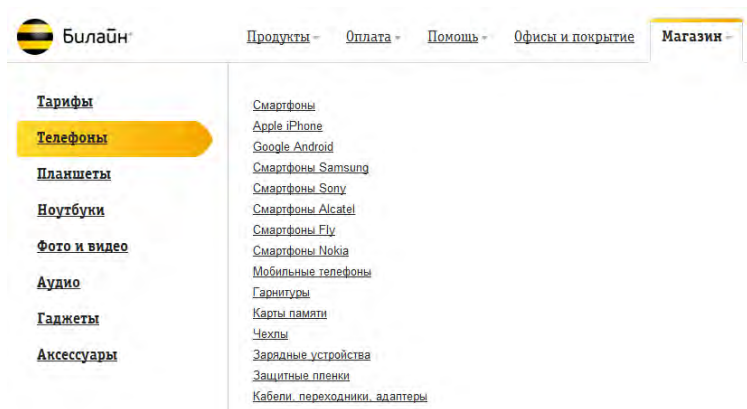 Билайн
Продукты Оплата Помощь Офисы и покрытие Магазин
Тарифы
Телефоны
Планшеты
Ноутбуки
Фото и видео
Аудио
Гаджеты
Аксессуары
Смартфоны
Apple iPhone
Google Android
Смартфоны Samsung
Смартфоны Sony
Смартфоны Alcatel
Смартфоны Fly
Смартфоны Nokia
Мобильные телефоны
Гарнитуры
Карты памяти
Чехлы
Зарядные устройства
Защитные пленки
Кабели, переходники, адаптеры